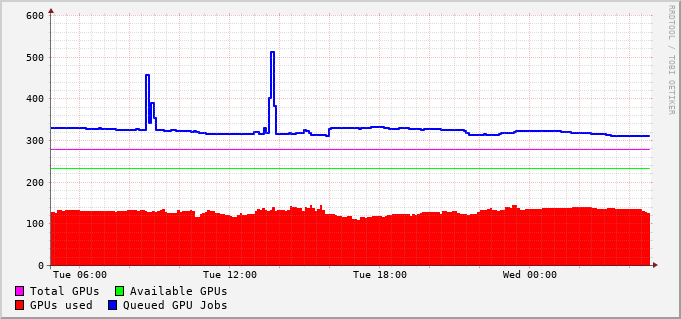 RRDTOOL / TOBI OETIKER
600
500
400
300
200
100
0
Tue 06:00 Tue 12:00 Tue 18:00 Wed 00:00
Total GPUs Available GPUs
GPUs used Queued GPU Jobs